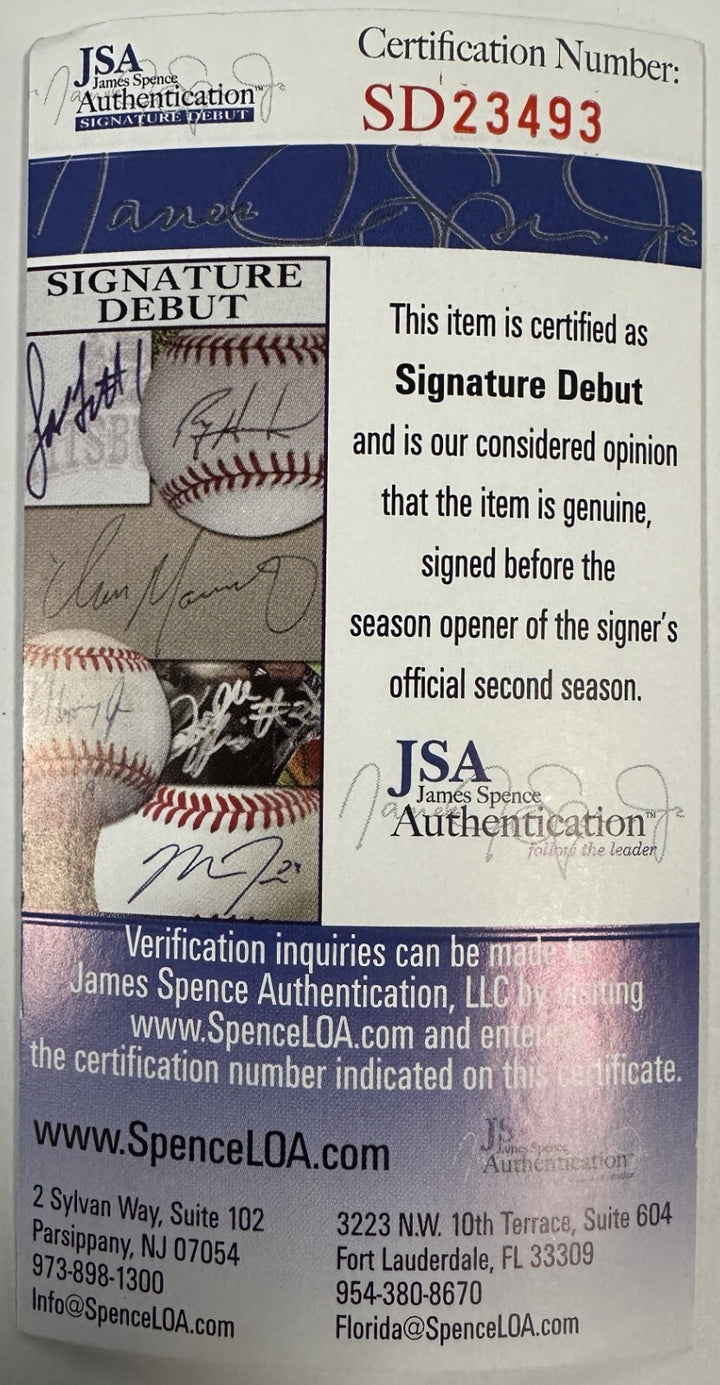 JSA
James Spence
Authentication™
SIGNATURE DEBUT
Certification Number:
SD23493
SIGNATURE
DEBUT
This item is certified as
Signature Debut
and is our considered opinion
that the item is genuine,
signed before the
season opener of the signer's
official second season.
JSA
James Spence
Authentication™
follow the leader
Verification inquiries can be made to
James Spence Authentication, LLC by visiting
www.SpenceLOA.com and
the certification number indicated on this certificate.
www.SpenceLOA.com
JS
James Spence
Authentication
2 Sylvan Way, Suite 102
Parsippany, NJ 07054
973-898-1300
Info@SpenceLOA.com
3223 N.W. 10th Terrace, Suite 604
Fort Lauderdale, FL 33309
954-380-8670
Florida@SpenceLOA.com